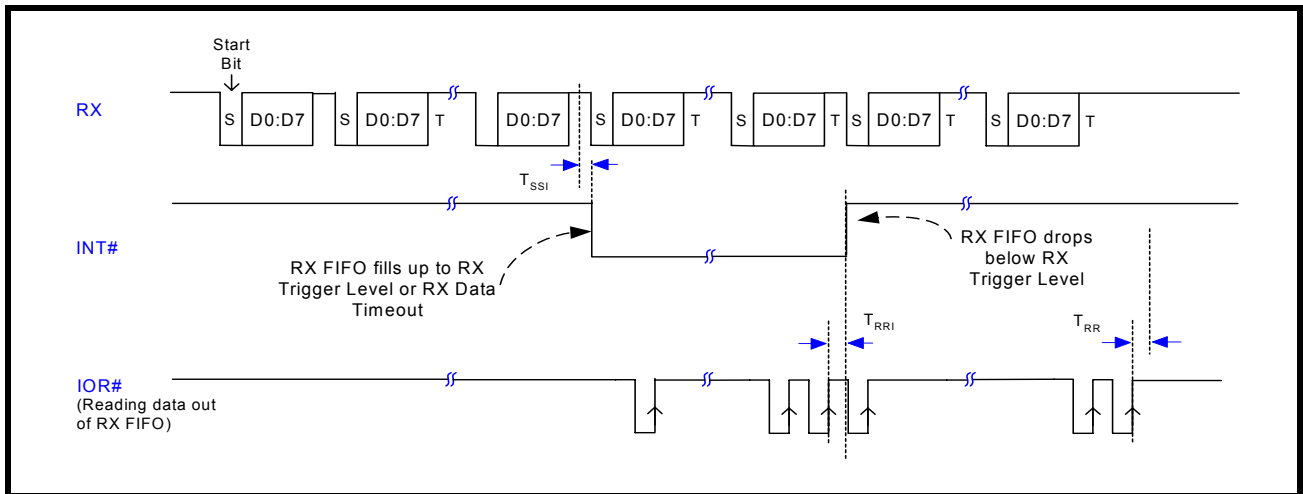 Start
Bit
RX
S D0:D7 S D0:D7 T D0:D7 S D0:D7 T S D0:D7 T S D0:D7 T S D0:D7 T
TSSI
INT#
RX FIFO fills up to RX
Trigger Level or RX Data
Timeout
RX FIFO drops
below RX
Trigger Level
TRRI
TRR
IOR#
(Reading data out
of RX FIFO)